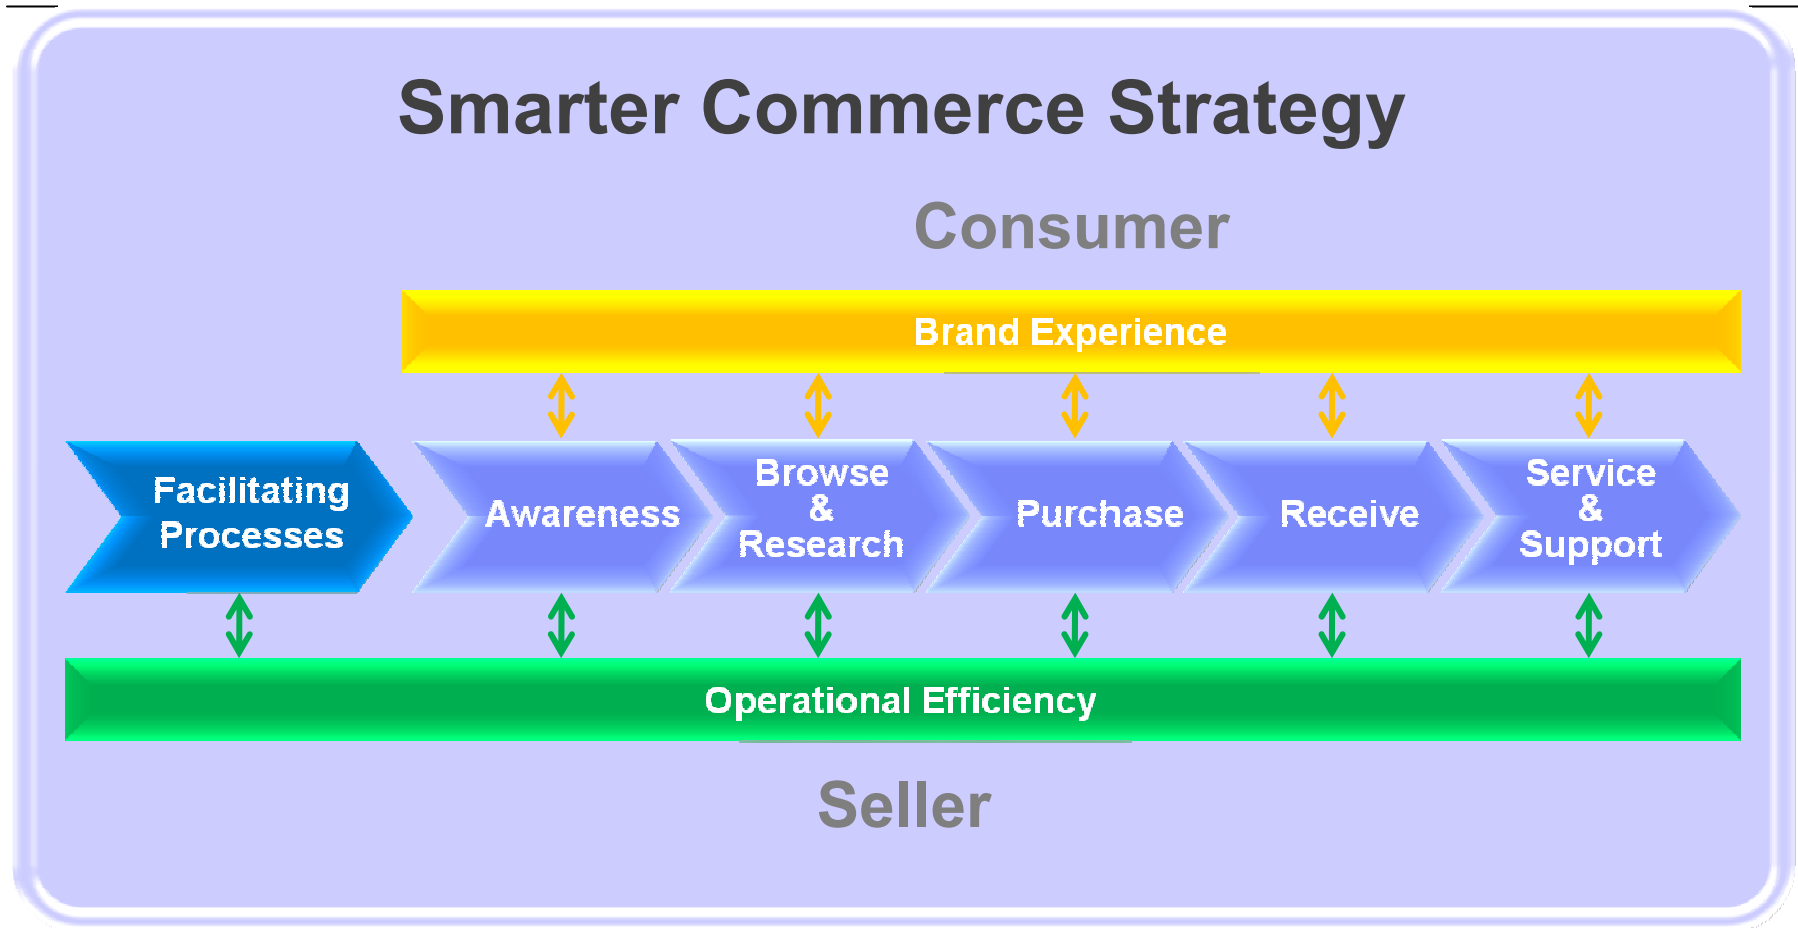 Smarter Commerce Strategy
Consumer
Brand Experience
Facilitating
Processes
Awareness
Browse
&
Research
Purchase
Receive
Service
&
Support
Operational Efficiency
Seller